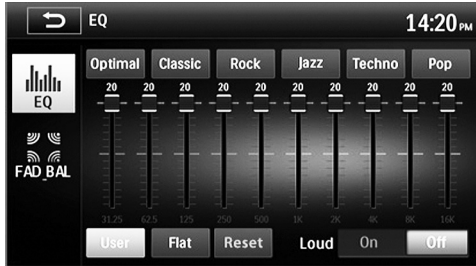 EQ 14:20 PM
Optimal Classic Rock Jazz Techno Pop
20 20 20 20 20 20 20 20 20 20
EQ
FAD_BAL
31.25 62.5 125 250 500 1K 2K 4K 8K 16K
User Flat Reset Loud On Off